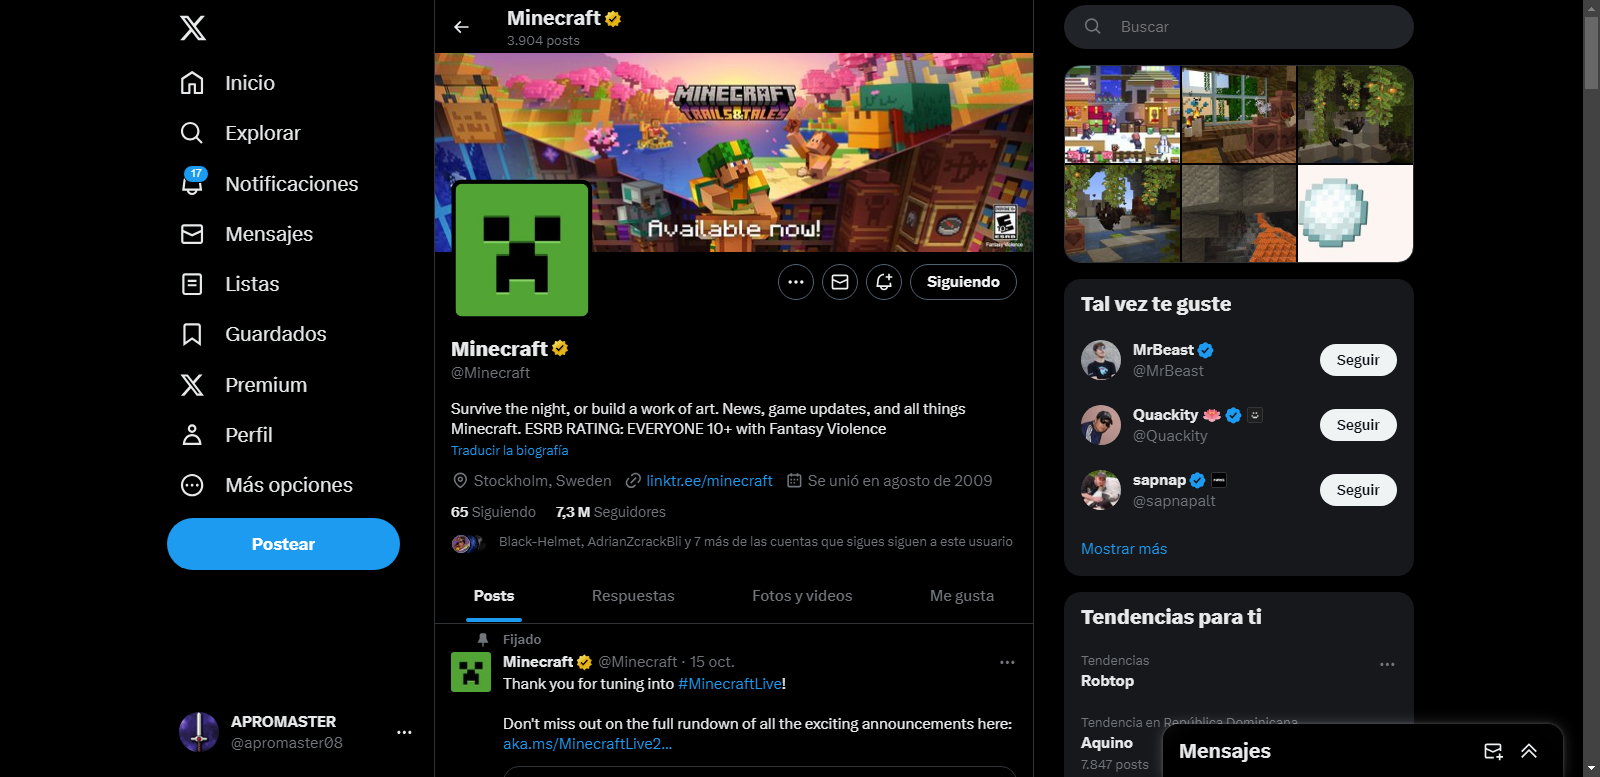 Inicio
Explorar
17
Notificaciones
Mensajes
Listas
Guardados
Premium
Perfil
Más opciones
Postear
APROMASTER
@apromaster08
Minecraft
3.904 posts
MINECRAFT
TRAILS & TALES
Available now!
E
ESRB
Fantasy Violence
Siguiendo
Minecraft
@Minecraft
Survive the night, or build a work of art. News, game updates, and all things
Minecraft. ESRB RATING: EVERYONE 10+ with Fantasy Violence
Traducir la biografía
Stockholm, Sweden linktr.ee/minecraft Se unió en agosto de 2009
65 Siguiendo 7,3 M Seguidores
Black-Helmet, AdrianZcrackBli y 7 más de las cuentas que sigues siguen a este usuario
Posts Respuestas Fotos y videos Me gusta
Fijado
Minecraft @Minecraft · 15 oct.
Thank you for tuning into #MinecraftLive!
Don't miss out on the full rundown of all the exciting announcements here:
aka.ms/MinecraftLive2...
Buscar
Tal vez te guste
MrBeast
@MrBeast
Seguir
Quackity
@Quackity
Seguir
sapnap
@sapnapalt
Seguir
Mostrar más
Tendencias para ti
Tendencias
Robtop
Tendencia en República Dominicana
Aquino
7.847 posts
Mensajes